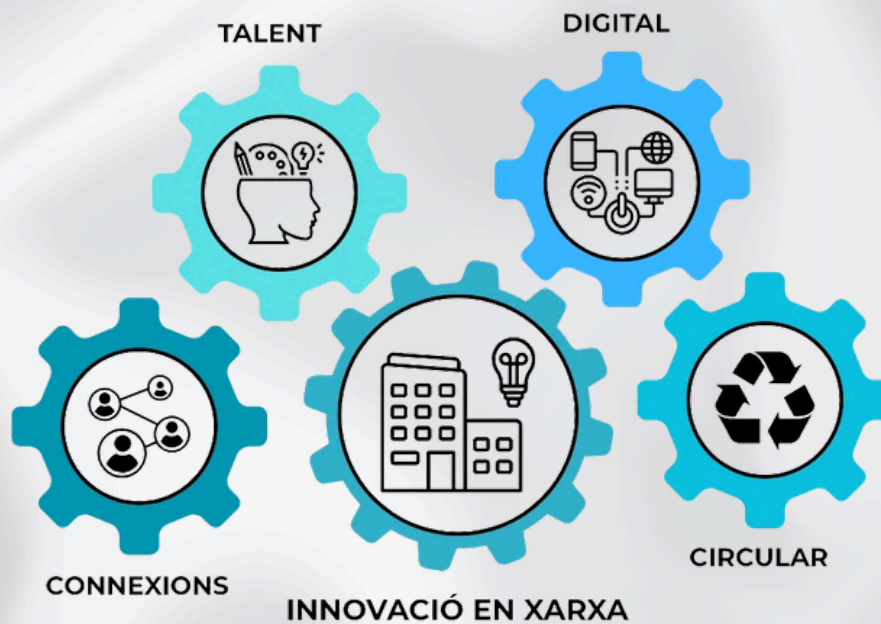 TALENT
DIGITAL
CONNEXIONS
CIRCULAR
INNOVACIÓ EN XARXA